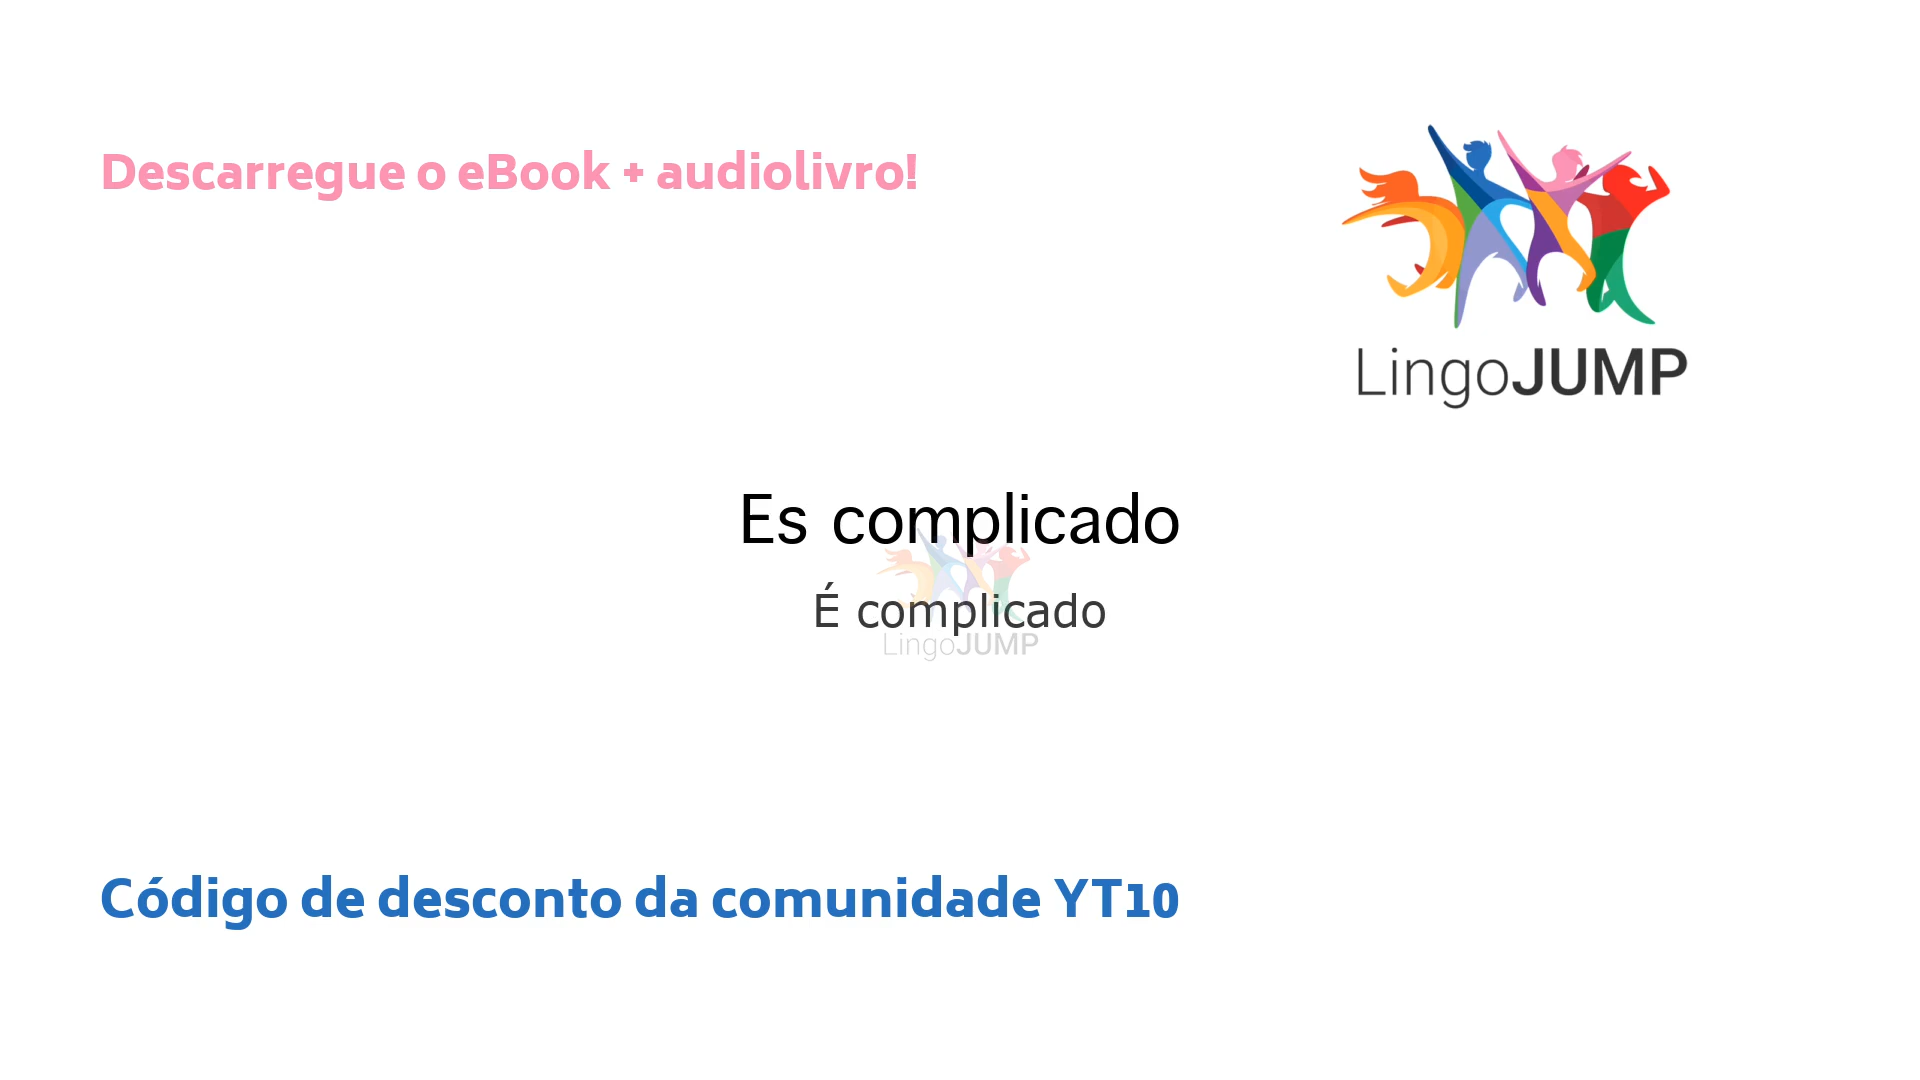 Descarregue o eBook + audiolivro!
LingoJUMP
Es complicado
É complicado
LingoJUMP
Código de desconto da comunidade YT10